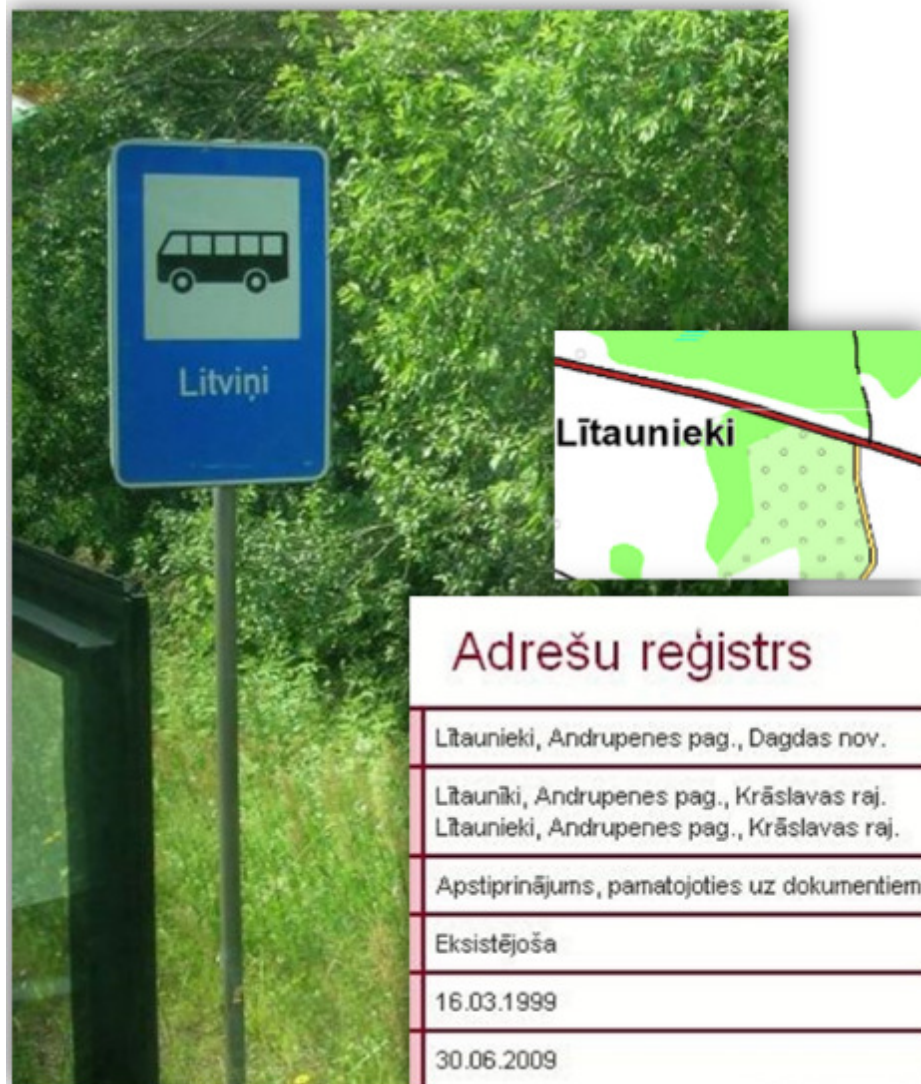 Litviņi
Lītaunieki
Adrešu reģistrs
Lītaunieki, Andrupenes pag., Dagdas nov.
Lītaunīki, Andrupenes pag., Krāslavas raj.
Lītaunieki, Andrupenes pag., Krāslavas raj.
Apstiprinājums, pamatojoties uz dokumentiem
Eksistējoša
16.03.1999
30.06.2009